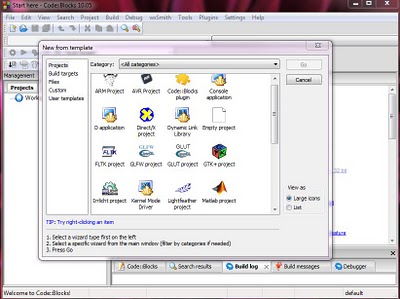 Start here - Code::Blocks 10.05
File Edit View Search Project Build Debug wxSmith Tools Plugins Settings Help
New from template
Projects
Build targets
Files
Custom
User templates
Category: <All categories>
Go
Cancel
ARM Project
AVR Project
Code::Blocks plugin
Console application
D application
Direct/X project
Dynamic Link Library
Empty project
FLTK project
GLFW project
GLUT project
GTK+ project
Irrlicht project
Kernel Mode Driver
Lightfeather project
Matlab project
View as
Large icons
List
TIP: Try right-clicking an item
1. Select a wizard type first on the left
2. Select a specific wizard from the main window (filter by categories if needed)
3. Press Go
Management
Projects
Code::Blocks
Search results
Build log
Build messages
Debugger
Welcome to Code::Blocks!
default